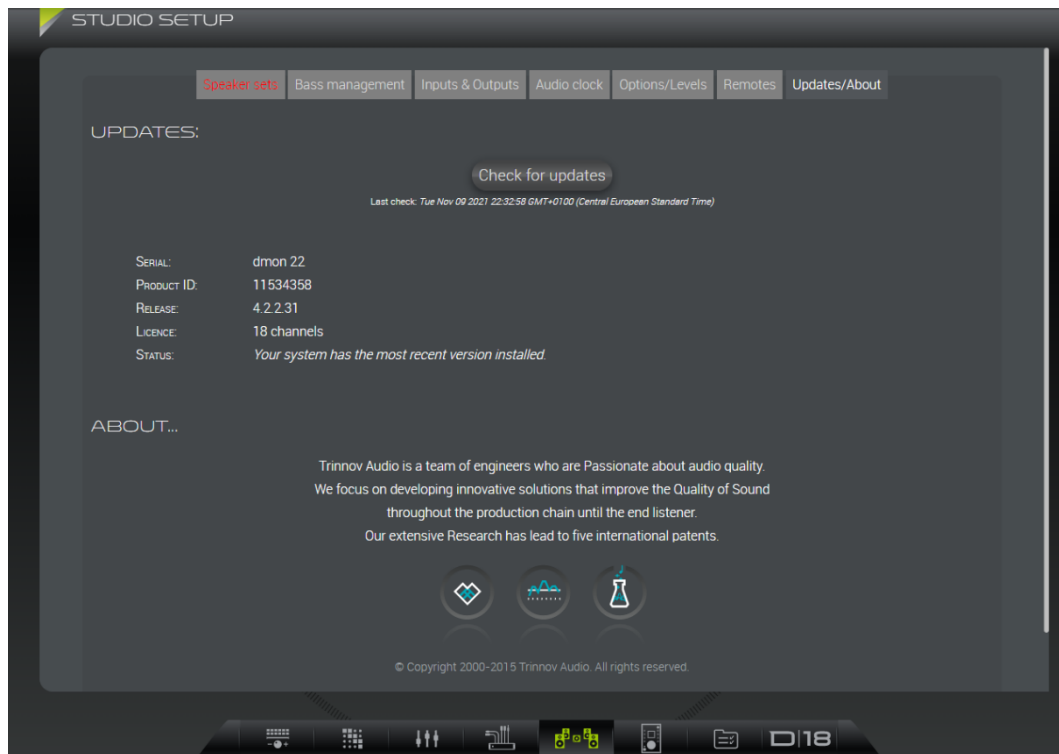 STUDIO SETUP
Speaker sets Bass management Inputs & Outputs Audio clock Options/Levels Remotes Updates/About
UPDATES:
Check for updates
Last check: Tue Nov 09 2021 22:32:58 GMT+0100 (Central European Standard Time)
SERIAL: dmon 22
PRODUCT ID: 11534358
RELEASE: 4.2.2.31
LICENCE: 18 channels
STATUS: Your system has the most recent version installed.
ABOUT...
Trinnov Audio is a team of engineers who are Passionate about audio quality.
We focus on developing innovative solutions that improve the Quality of Sound
throughout the production chain until the end listener.
Our extensive Research has lead to five international patents.
© Copyright 2000-2015 Trinnov Audio. All rights reserved.
D|18